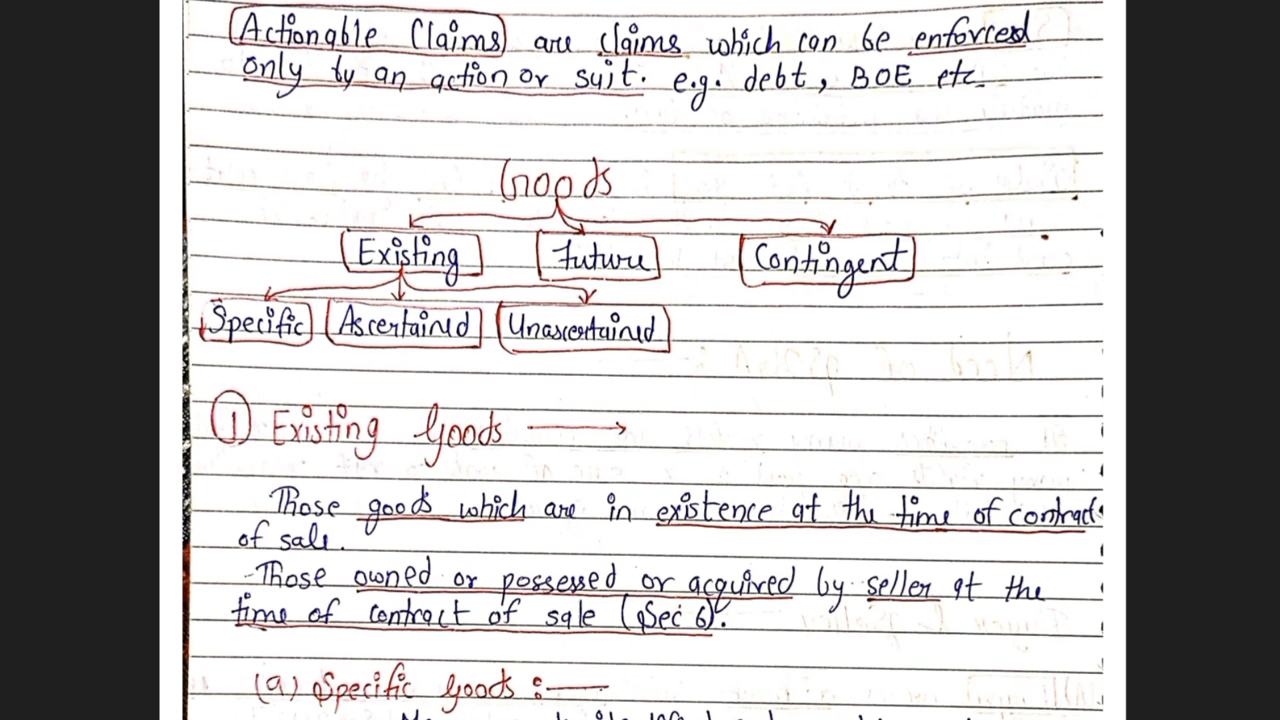 Actionable Claims are claims which can be enforced
only by an action or suit. e.g. debt, BOE etc
Goods
Existing Future Contingent
Specific Ascertained Unascertained
① Existing Goods →
Those goods which are in existence at the time of contract
of sale.
- Those owned or possessed or acquired by seller at the
time of contract of sale (Sec 6).
(a) Specific Goods :—